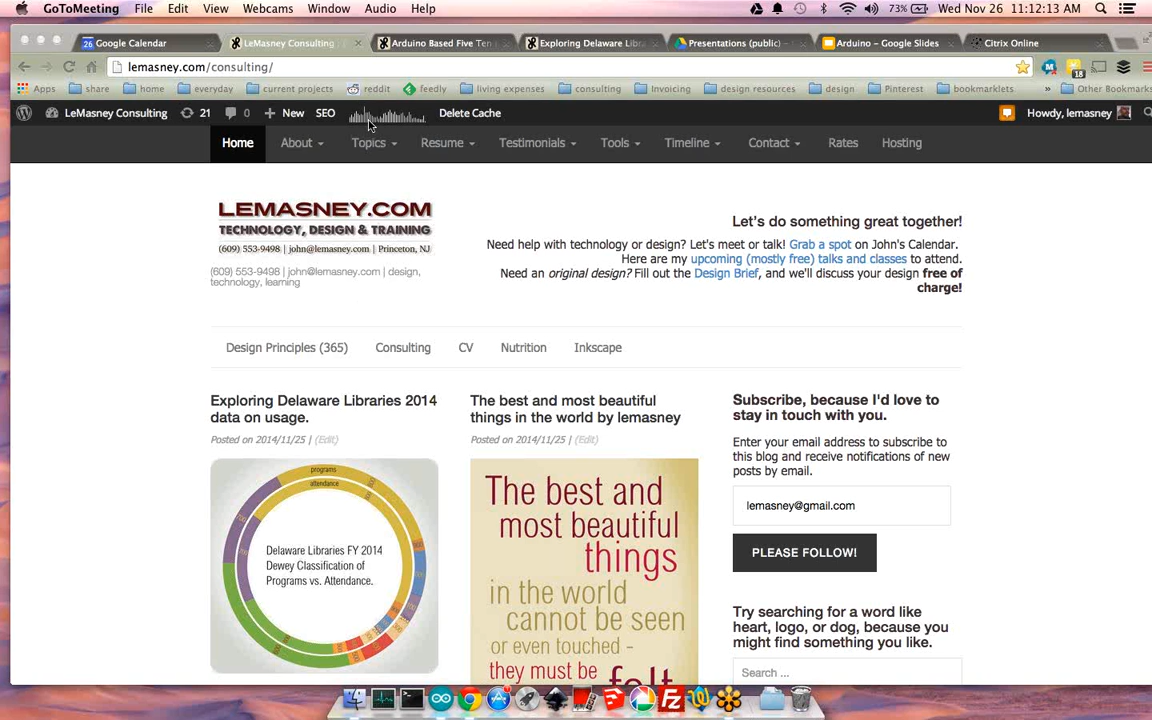 GoToMeeting File Edit View Webcams Window Audio Help 73% Wed Nov 26 11:12:13 AM
26 Google Calendar LeMasney Consulting Arduino Based Five Ten Exploring Delaware Libra Presentations (public) – Arduino – Google Slides Citrix Online
lemasney.com/consulting/ 18
Apps share home everyday current projects reddit feedly living expenses consulting Invoicing design resources design Pinterest bookmarklets » Other Bookmarks
LeMasney Consulting 21 0 New SEO Delete Cache Howdy, lemasney
Home About Topics Resume Testimonials Tools Timeline Contact Rates Hosting
LEMASNEY.COM
TECHNOLOGY, DESIGN & TRAINING
(609) 553-9498 | john@lemasney.com | Princeton, NJ
(609) 553-9498 | john@lemasney.com | design,
technology, learning
Let's do something great together!
Need help with technology or design? Let's meet or talk! Grab a spot on John's Calendar.
Here are my upcoming (mostly free) talks and classes to attend.
Need an original design? Fill out the Design Brief, and we'll discuss your design free of
charge!
Design Principles (365) Consulting CV Nutrition Inkscape
Exploring Delaware Libraries 2014
data on usage.
Posted on 2014/11/25 | (Edit)
programs
attendance
Delaware Libraries FY 2014
Dewey Classification of
Programs vs. Attendance.
The best and most beautiful
things in the world by lemasney
Posted on 2014/11/25 | (Edit)
The best and
most beautiful
things
in the world
cannot be seen
or even touched -
they must be
felt
Subscribe, because I'd love to
stay in touch with you.
Enter your email address to subscribe to
this blog and receive notifications of new
posts by email.
lemasney@gmail.com
PLEASE FOLLOW!
Try searching for a word like
heart, logo, or dog, because you
might find something you like.
Search ...